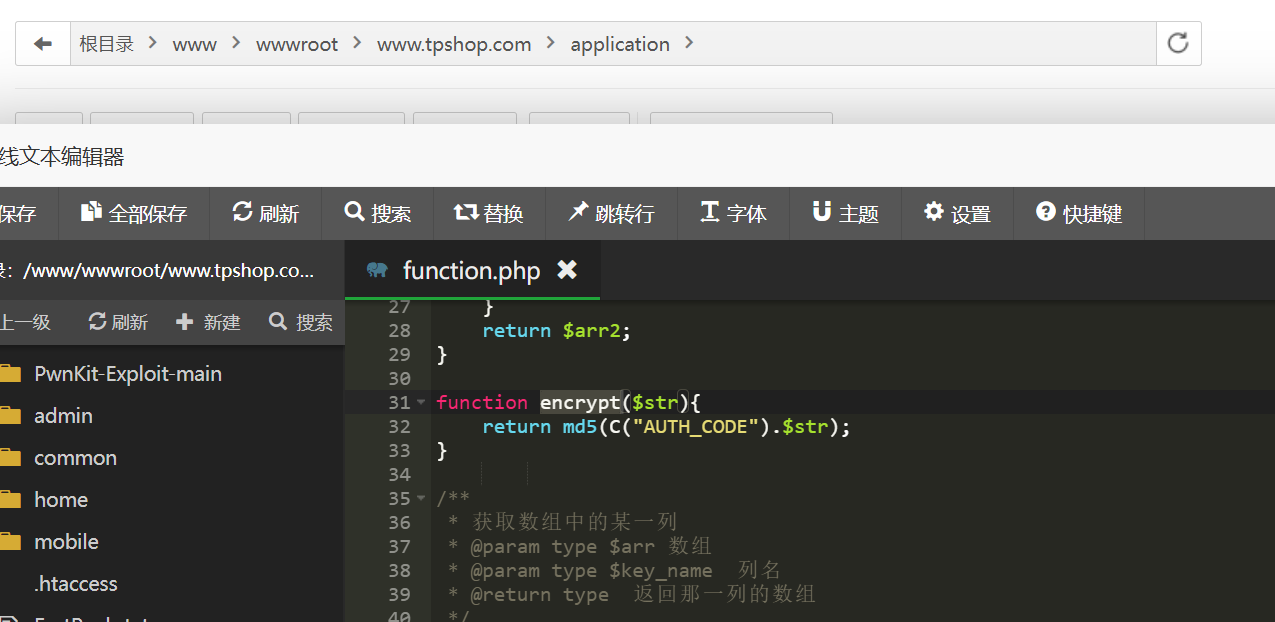 根目录 > www > wwwroot > www.tpshop.com > application >
线文本编辑器
保存 全部保存 刷新 搜索 替换 跳转行 字体 主题 设置 快捷键
录：/www/wwwroot/www.tpshop.co...
function.php ✖
上一级 刷新 新建 搜索
PwnKit-Exploit-main
admin
common
home
mobile
.htaccess
27 }
28 return $arr2;
29 }
30
31 function encrypt($str){
32 return md5(C("AUTH_CODE").$str);
33 }
34
35 /**
36 * 获取数组中的某一列
37 * @param type $arr 数组
38 * @param type $key_name 列名
39 * @return type 返回那一列的数组
40 */